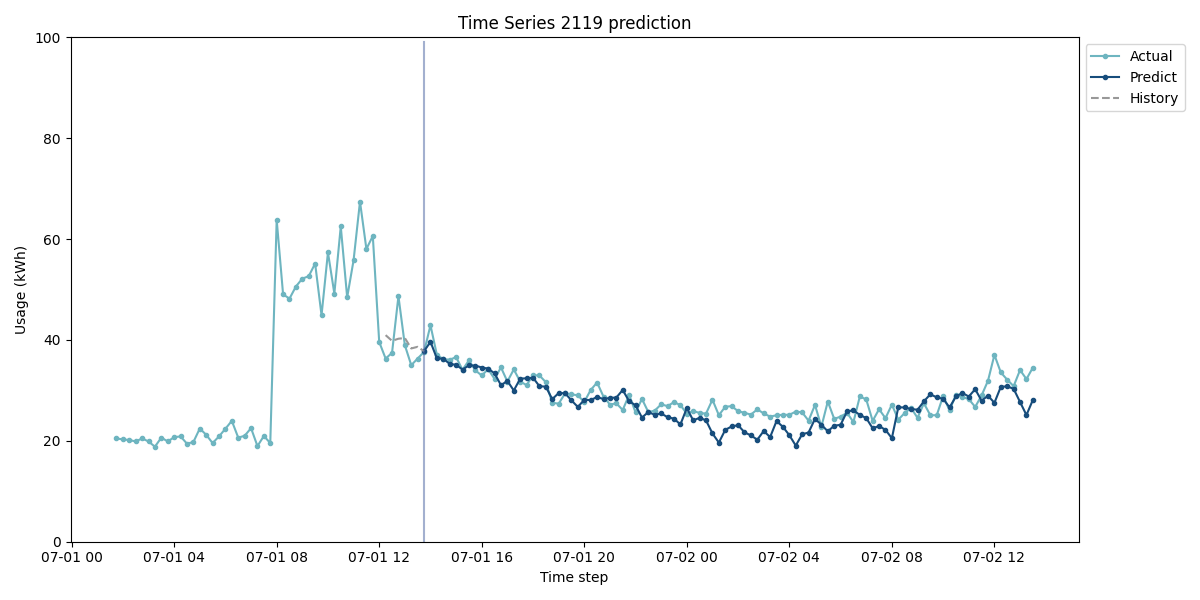 Time Series 2119 prediction
100
80
60
40
20
0
Usage (kWh)
07-01 00 07-01 04 07-01 08 07-01 12 07-01 16 07-01 20 07-02 00 07-02 04 07-02 08 07-02 12
Time step
Actual
Predict
History